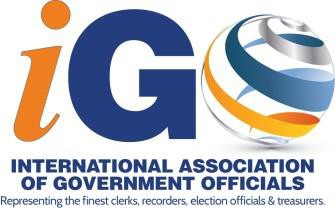 iGO
INTERNATIONAL ASSOCIATION
OF GOVERNMENT OFFICIALS
Representing the finest clerks, recorders, election officials & treasurers.